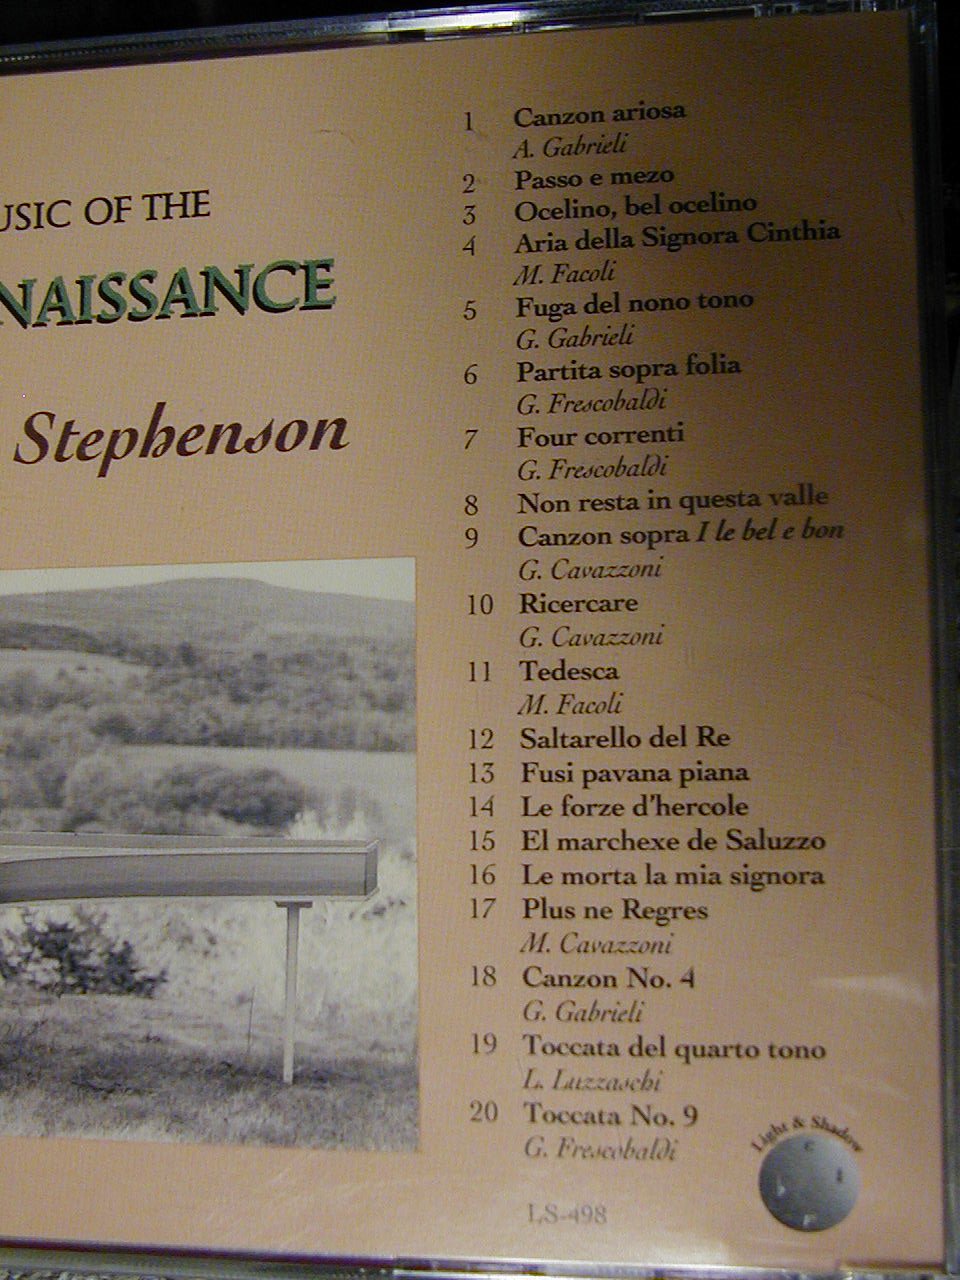 USIC OF THE
NAISSANCE
Stephenson
1 Canzon ariosa
A. Gabrieli
2 Passo e mezo
3 Ocelino, bel ocelino
4 Aria della Signora Cinthia
M. Facoli
5 Fuga del nono tono
G. Gabrieli
6 Partita sopra folia
G. Frescobaldi
7 Four correnti
G. Frescobaldi
8 Non resta in questa valle
9 Canzon sopra I le bel e bon
G. Cavazzoni
10 Ricercare
G. Cavazzoni
11 Tedesca
M. Facoli
12 Saltarello del Re
13 Fusi pavana piana
14 Le forze d'hercole
15 El marchexe de Saluzzo
16 Le morta la mia signora
17 Plus ne Regres
M. Cavazzoni
18 Canzon No. 4
G. Gabrieli
19 Toccata del quarto tono
L. Luzzaschi
20 Toccata No. 9
G. Frescobaldi
Light & Shadow
LS-498